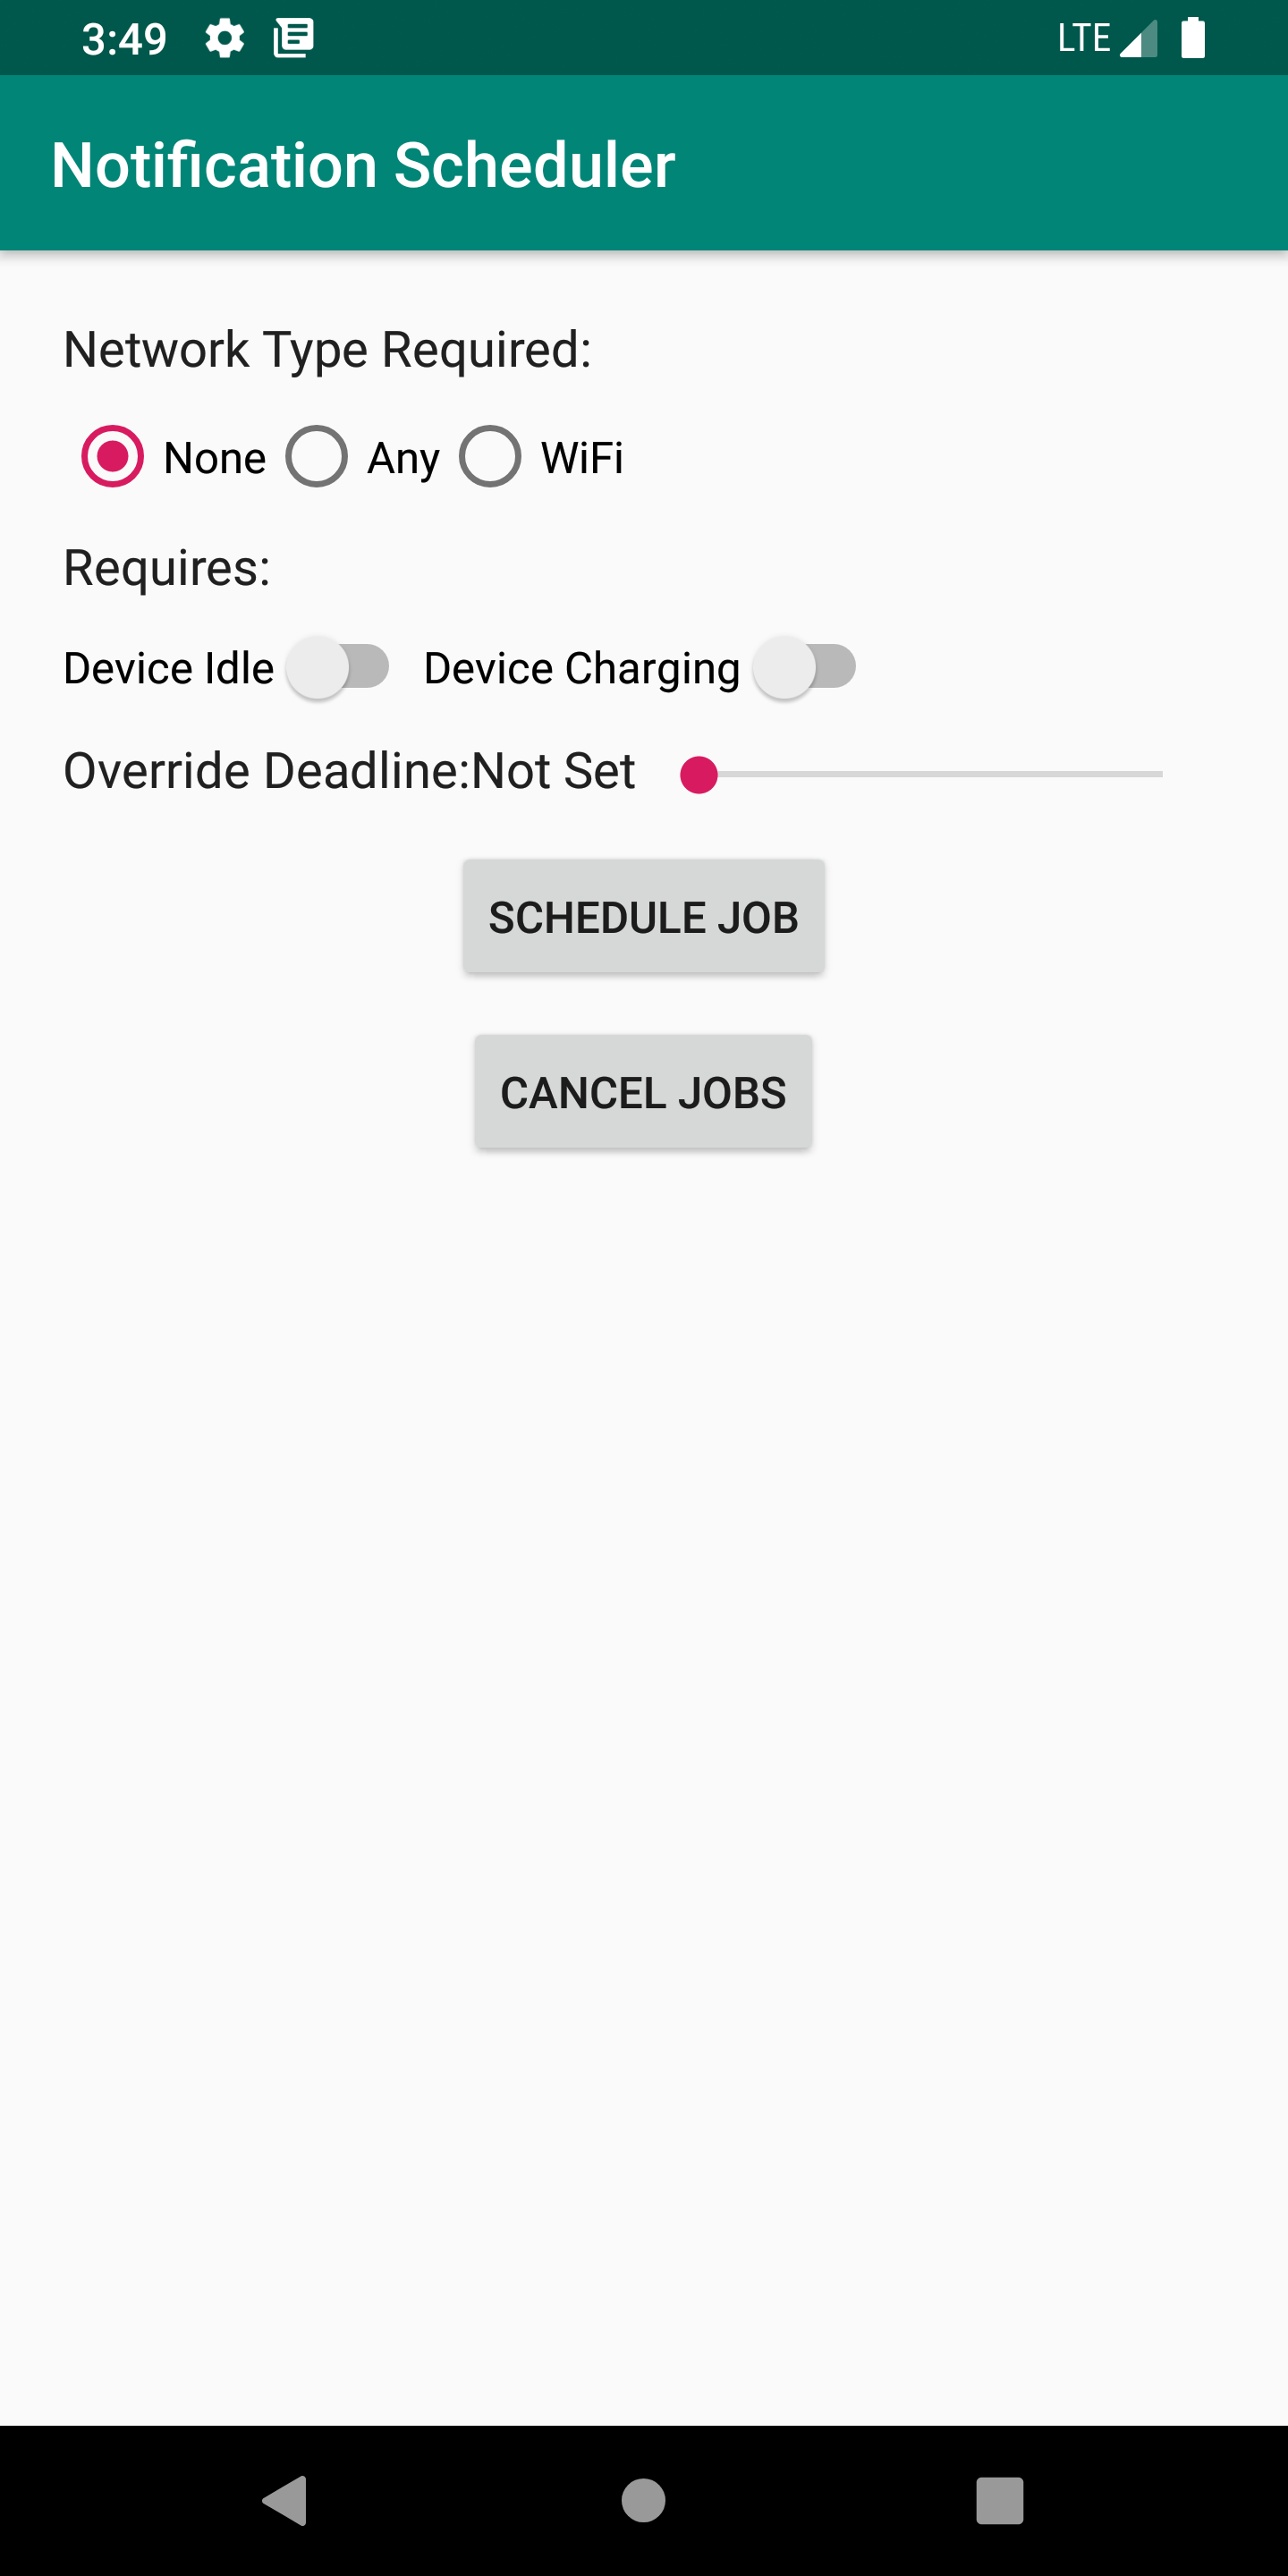 3:49 LTE
Notification Scheduler
Network Type Required:
None Any WiFi
Requires:
Device Idle Device Charging
Override Deadline:Not Set
SCHEDULE JOB
CANCEL JOBS